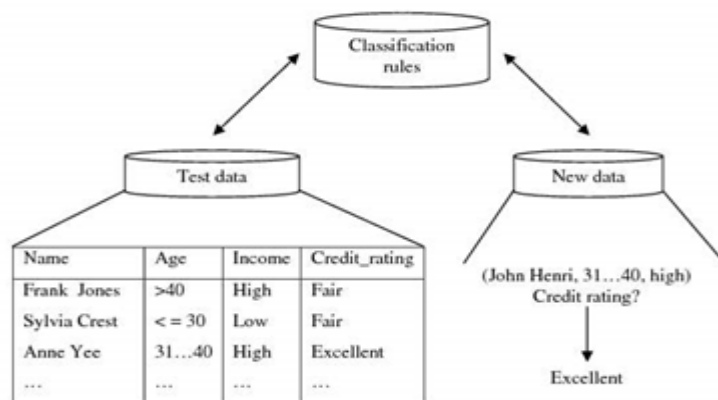 Classification
rules
Test data
New data
Name Age Income Credit_rating
Frank Jones >40 High Fair
Sylvia Crest < = 30 Low Fair
Anne Yee 31...40 High Excellent
... ... ... ...
(John Henri, 31...40, high)
Credit rating?
Excellent